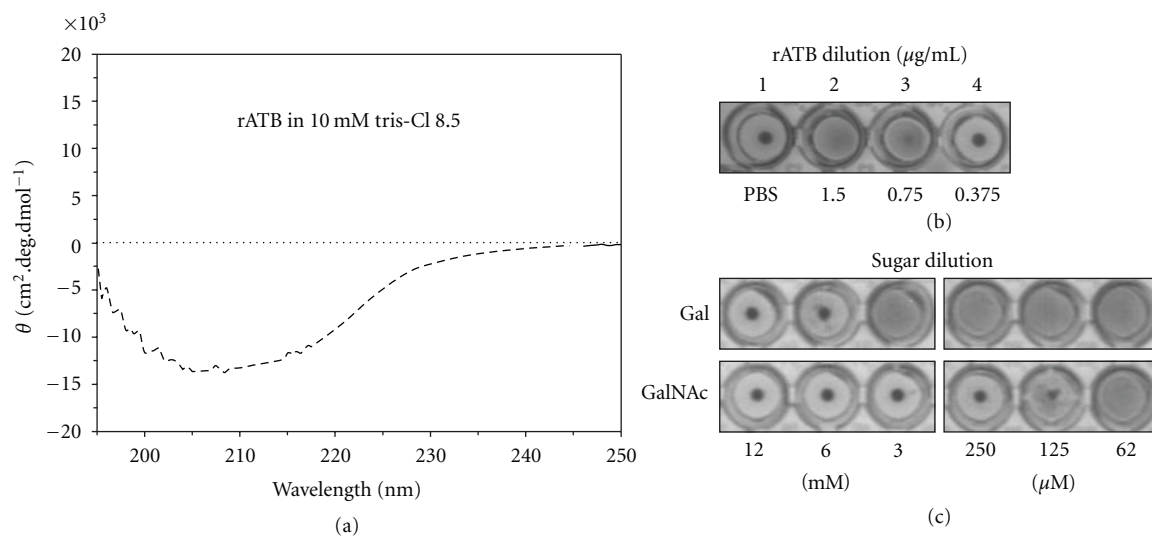 ×10³
20
15
10
5
0
−5
−10
−15
−20
θ (cm².deg.dmol⁻¹)
rATB in 10 mM tris-Cl 8.5
200 210 220 230 240 250
Wavelength (nm)
(a)
rATB dilution (μg/mL)
1 2 3 4
PBS 1.5 0.75 0.375
(b)
Sugar dilution
Gal
GalNAc
12 6 3 250 125 62
(mM) (μM)
(c)